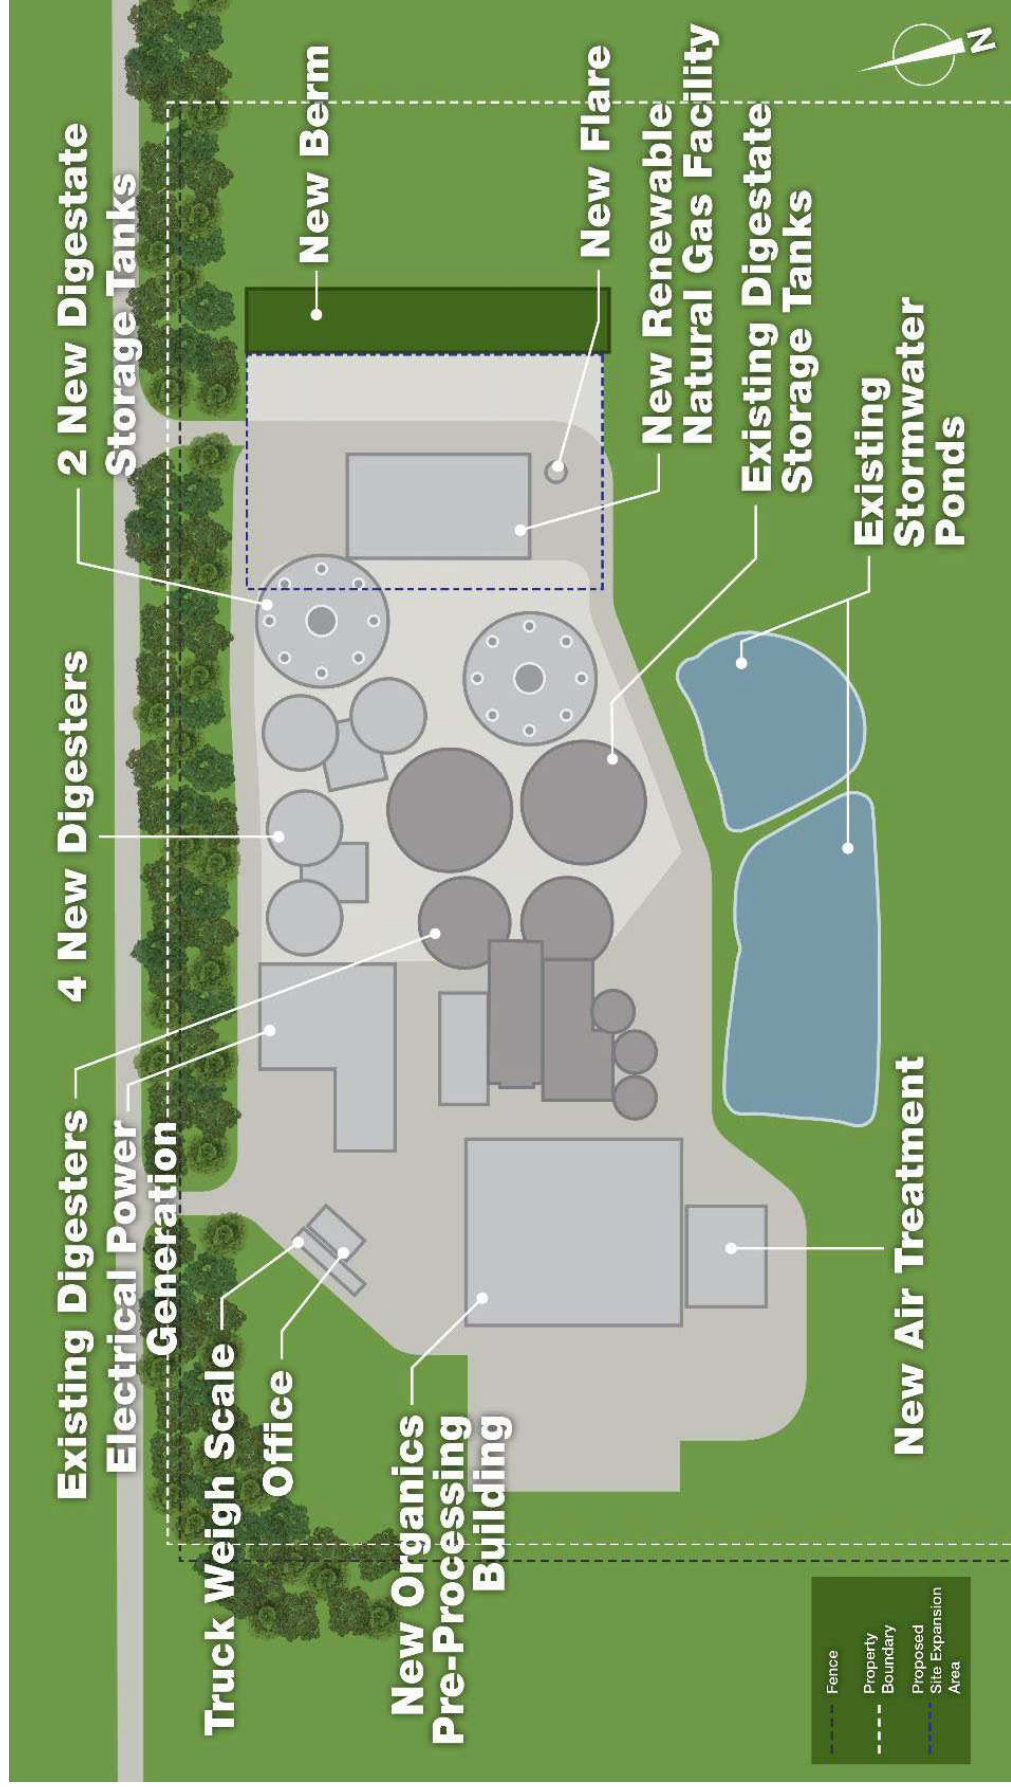 Existing Digesters
Electrical Power
Generation
4 New Digesters
2 New Digestate
Storage Tanks
Truck Weigh Scale
Office
New Berm
New Organics
Pre-Processing
Building
New Flare
New Renewable
Natural Gas Facility
Existing Digestate
Storage Tanks
Existing
Stormwater
Ponds
New Air Treatment
N
Fence
Property
Boundary
Proposed
Site Expansion
Area